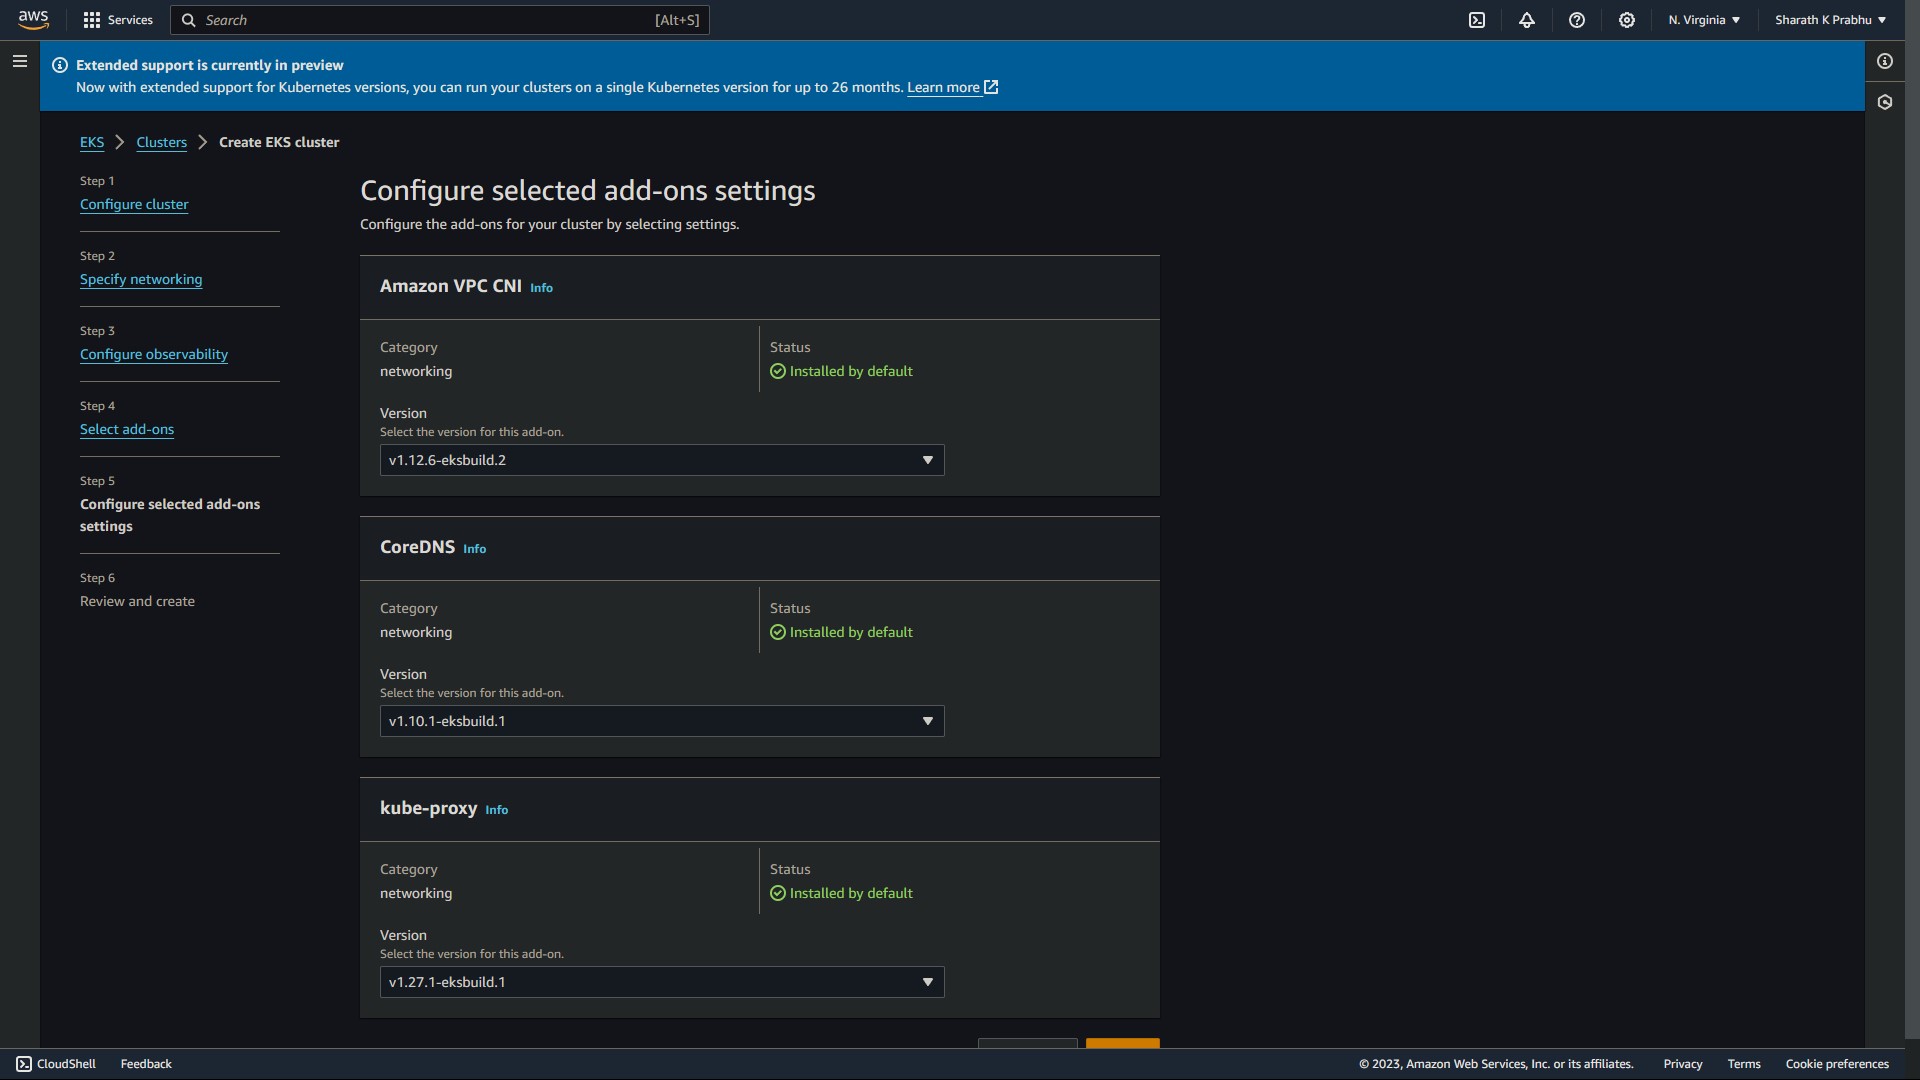 aws
Services
Search
[Alt+S]
N. Virginia
Sharath K Prabhu
Extended support is currently in preview
Now with extended support for Kubernetes versions, you can run your clusters on a single Kubernetes version for up to 26 months. Learn more
EKS
Clusters
Create EKS cluster
Step 1
Configure cluster
Step 2
Specify networking
Step 3
Configure observability
Step 4
Select add-ons
Step 5
Configure selected add-ons
settings
Step 6
Review and create
Configure selected add-ons settings
Configure the add-ons for your cluster by selecting settings.
Amazon VPC CNI Info
Category
networking
Status
Installed by default
Version
Select the version for this add-on.
v1.12.6-eksbuild.2
CoreDNS Info
Category
networking
Status
Installed by default
Version
Select the version for this add-on.
v1.10.1-eksbuild.1
kube-proxy Info
Category
networking
Status
Installed by default
Version
Select the version for this add-on.
v1.27.1-eksbuild.1
CloudShell
Feedback
© 2023, Amazon Web Services, Inc. or its affiliates.
Privacy
Terms
Cookie preferences